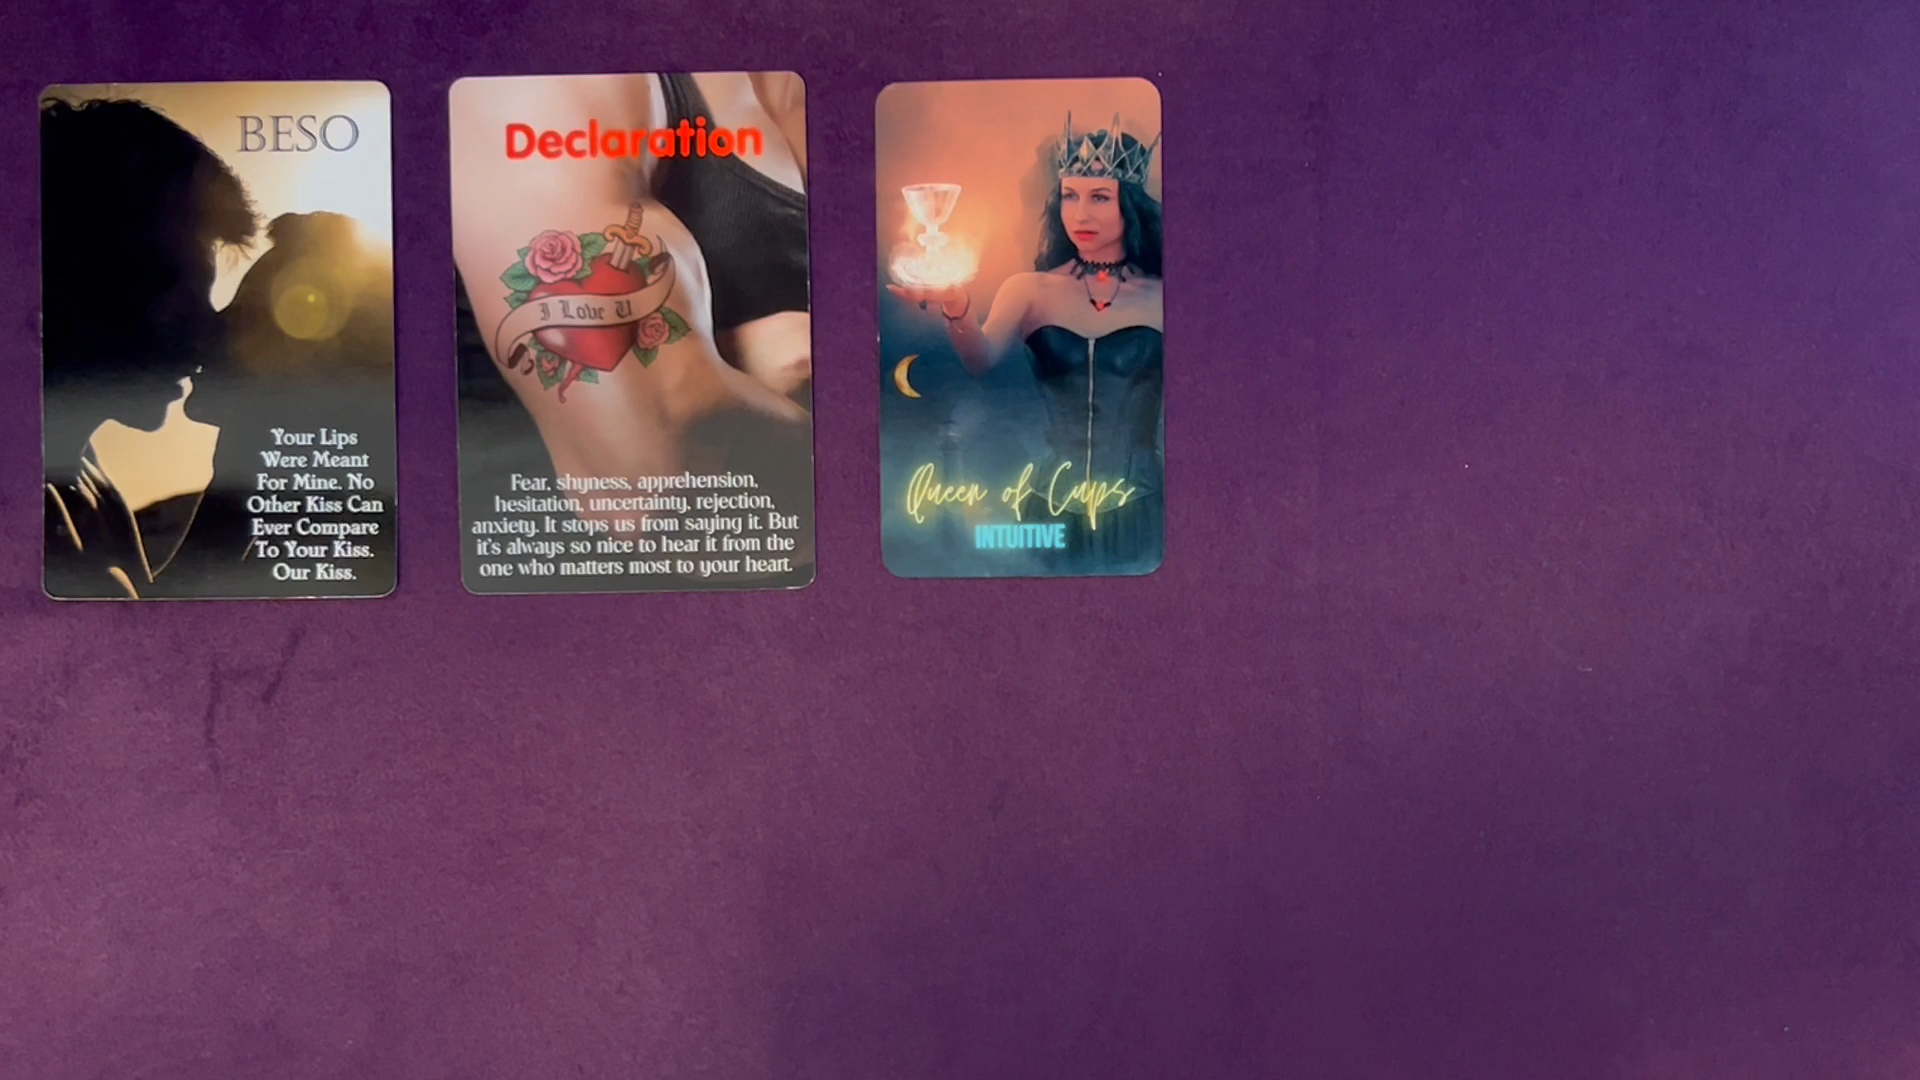 BESO
Your Lips
Were Meant
For Mine. No
Other Kiss Can
Ever Compare
To Your Kiss.
Our Kiss.
Declaration
I Love U
Fear, shyness, apprehension,
hesitation, uncertainty, rejection,
anxiety. It stops us from saying it. But
it's always so nice to hear it from the
one who matters most to your heart.
Queen of Cups
INTUITIVE